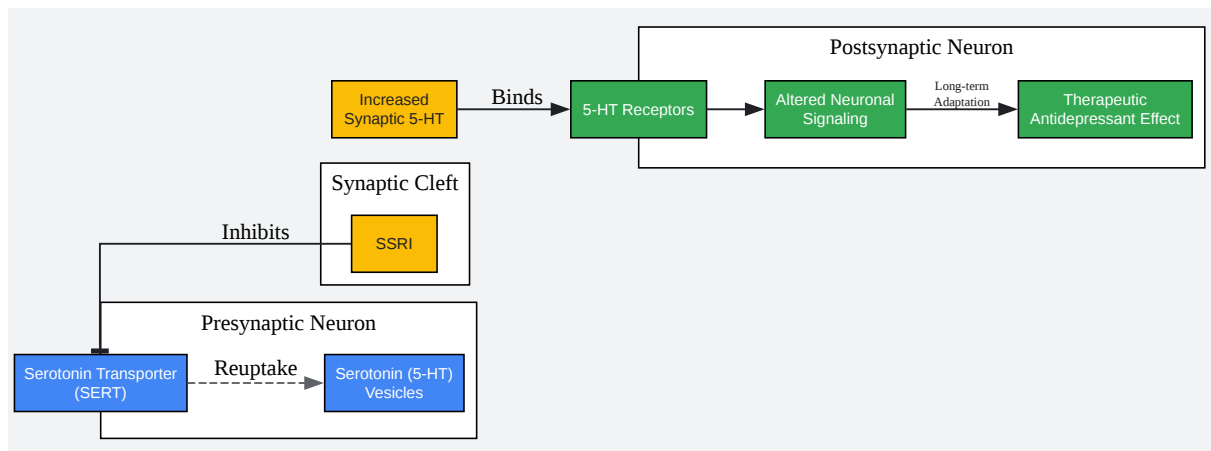 Postsynaptic Neuron
Increased
Synaptic 5-HT
Binds
5-HT Receptors
Altered Neuronal
Signaling
Long-term
Adaptation
Therapeutic
Antidepressant Effect
Synaptic Cleft
Inhibits
SSRI
Presynaptic Neuron
Serotonin Transporter
(SERT)
Reuptake
Serotonin (5-HT)
Vesicles